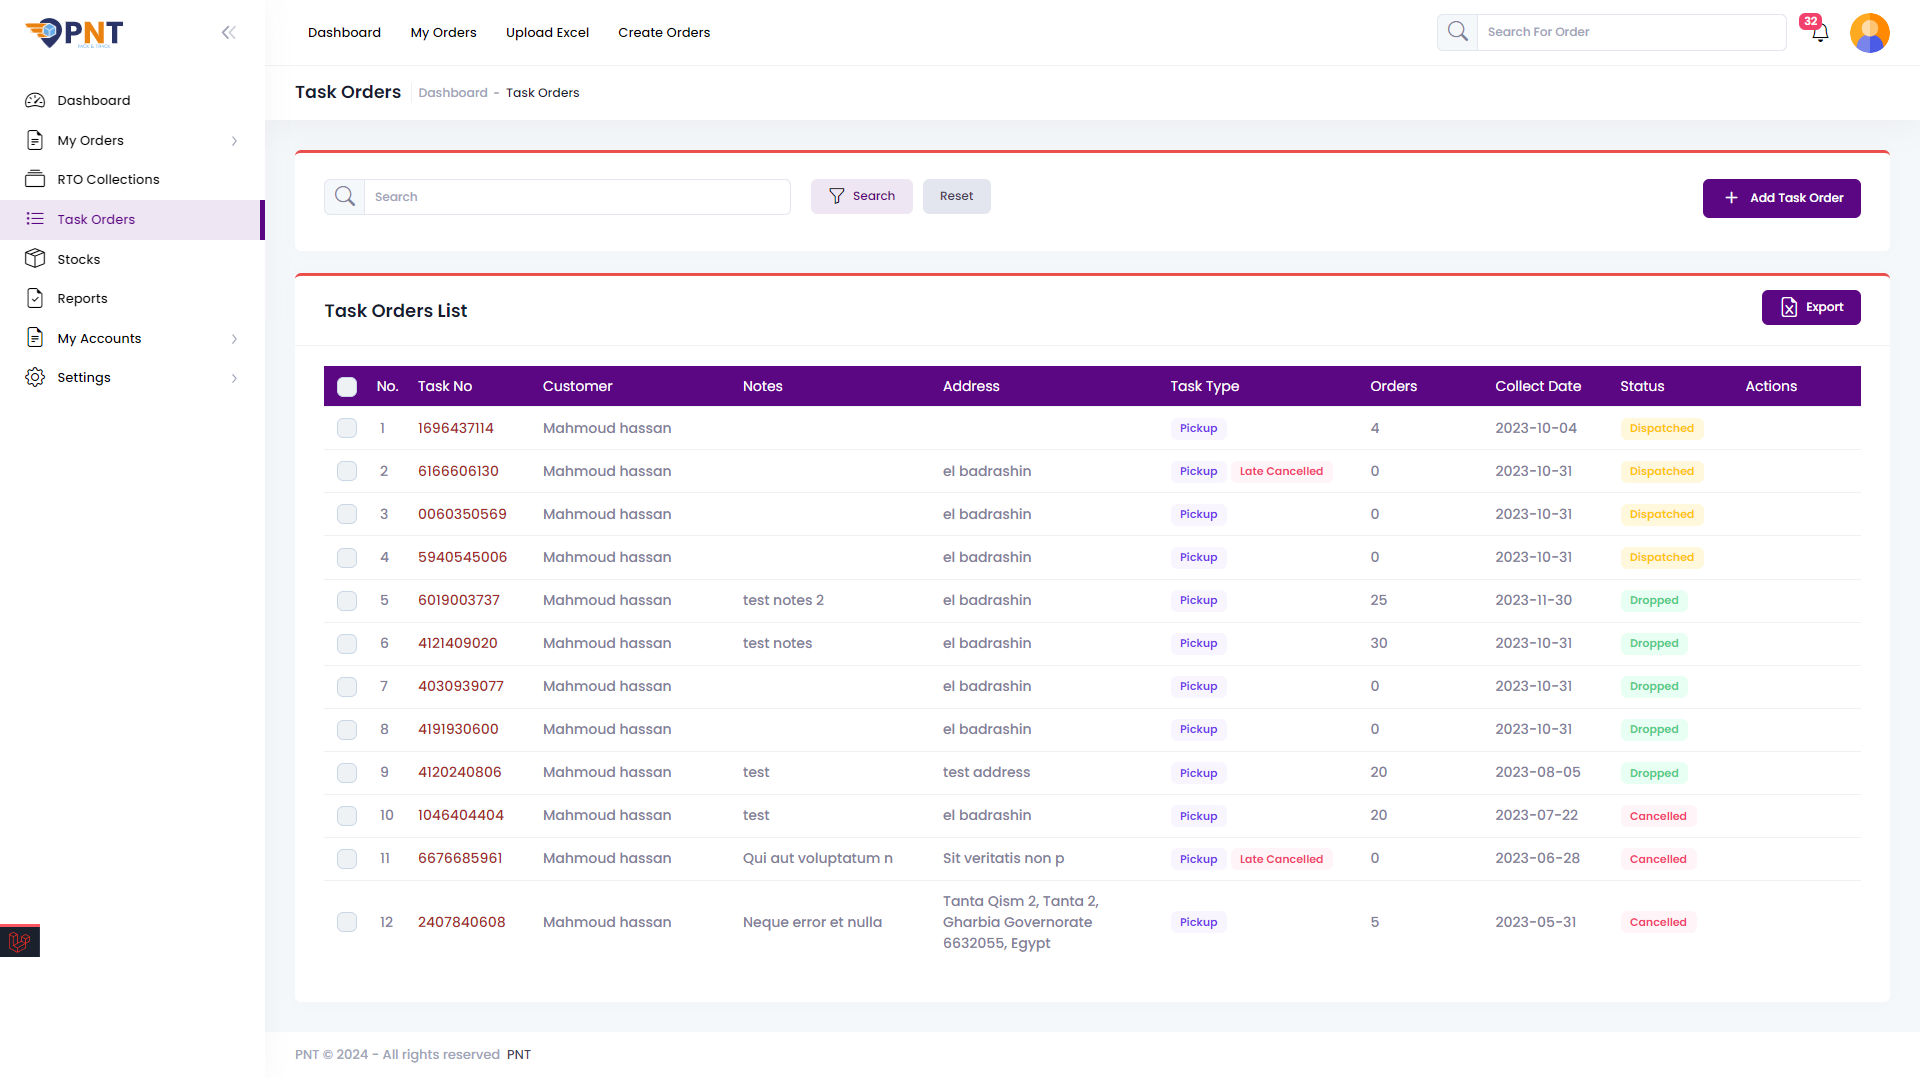 PNT
PACK & TRACK
Dashboard
My Orders
Upload Excel
Create Orders
Search For Order
32
Task Orders
Dashboard - Task Orders
Dashboard
My Orders
RTO Collections
Task Orders
Stocks
Reports
My Accounts
Settings
Search
Search
Reset
Add Task Order
Task Orders List
Export
No. Task No Customer Notes Address Task Type Orders Collect Date Status Actions
1 1696437114 Mahmoud hassan Pickup 4 2023-10-04 Dispatched
2 6166606130 Mahmoud hassan el badrashin Pickup Late Cancelled 0 2023-10-31 Dispatched
3 0060350569 Mahmoud hassan el badrashin Pickup 0 2023-10-31 Dispatched
4 5940545006 Mahmoud hassan el badrashin Pickup 0 2023-10-31 Dispatched
5 6019003737 Mahmoud hassan test notes 2 el badrashin Pickup 25 2023-11-30 Dropped
6 4121409020 Mahmoud hassan test notes el badrashin Pickup 30 2023-10-31 Dropped
7 4030939077 Mahmoud hassan el badrashin Pickup 0 2023-10-31 Dropped
8 4191930600 Mahmoud hassan el badrashin Pickup 0 2023-10-31 Dropped
9 4120240806 Mahmoud hassan test test address Pickup 20 2023-08-05 Dropped
10 1046404404 Mahmoud hassan test el badrashin Pickup 20 2023-07-22 Cancelled
11 6676685961 Mahmoud hassan Qui aut voluptatum n Sit veritatis non p Pickup Late Cancelled 0 2023-06-28 Cancelled
12 2407840608 Mahmoud hassan Neque error et nulla Tanta Qism 2, Tanta 2,
Gharbia Governorate
6632055, Egypt Pickup 5 2023-05-31 Cancelled
PNT © 2024 - All rights reserved PNT